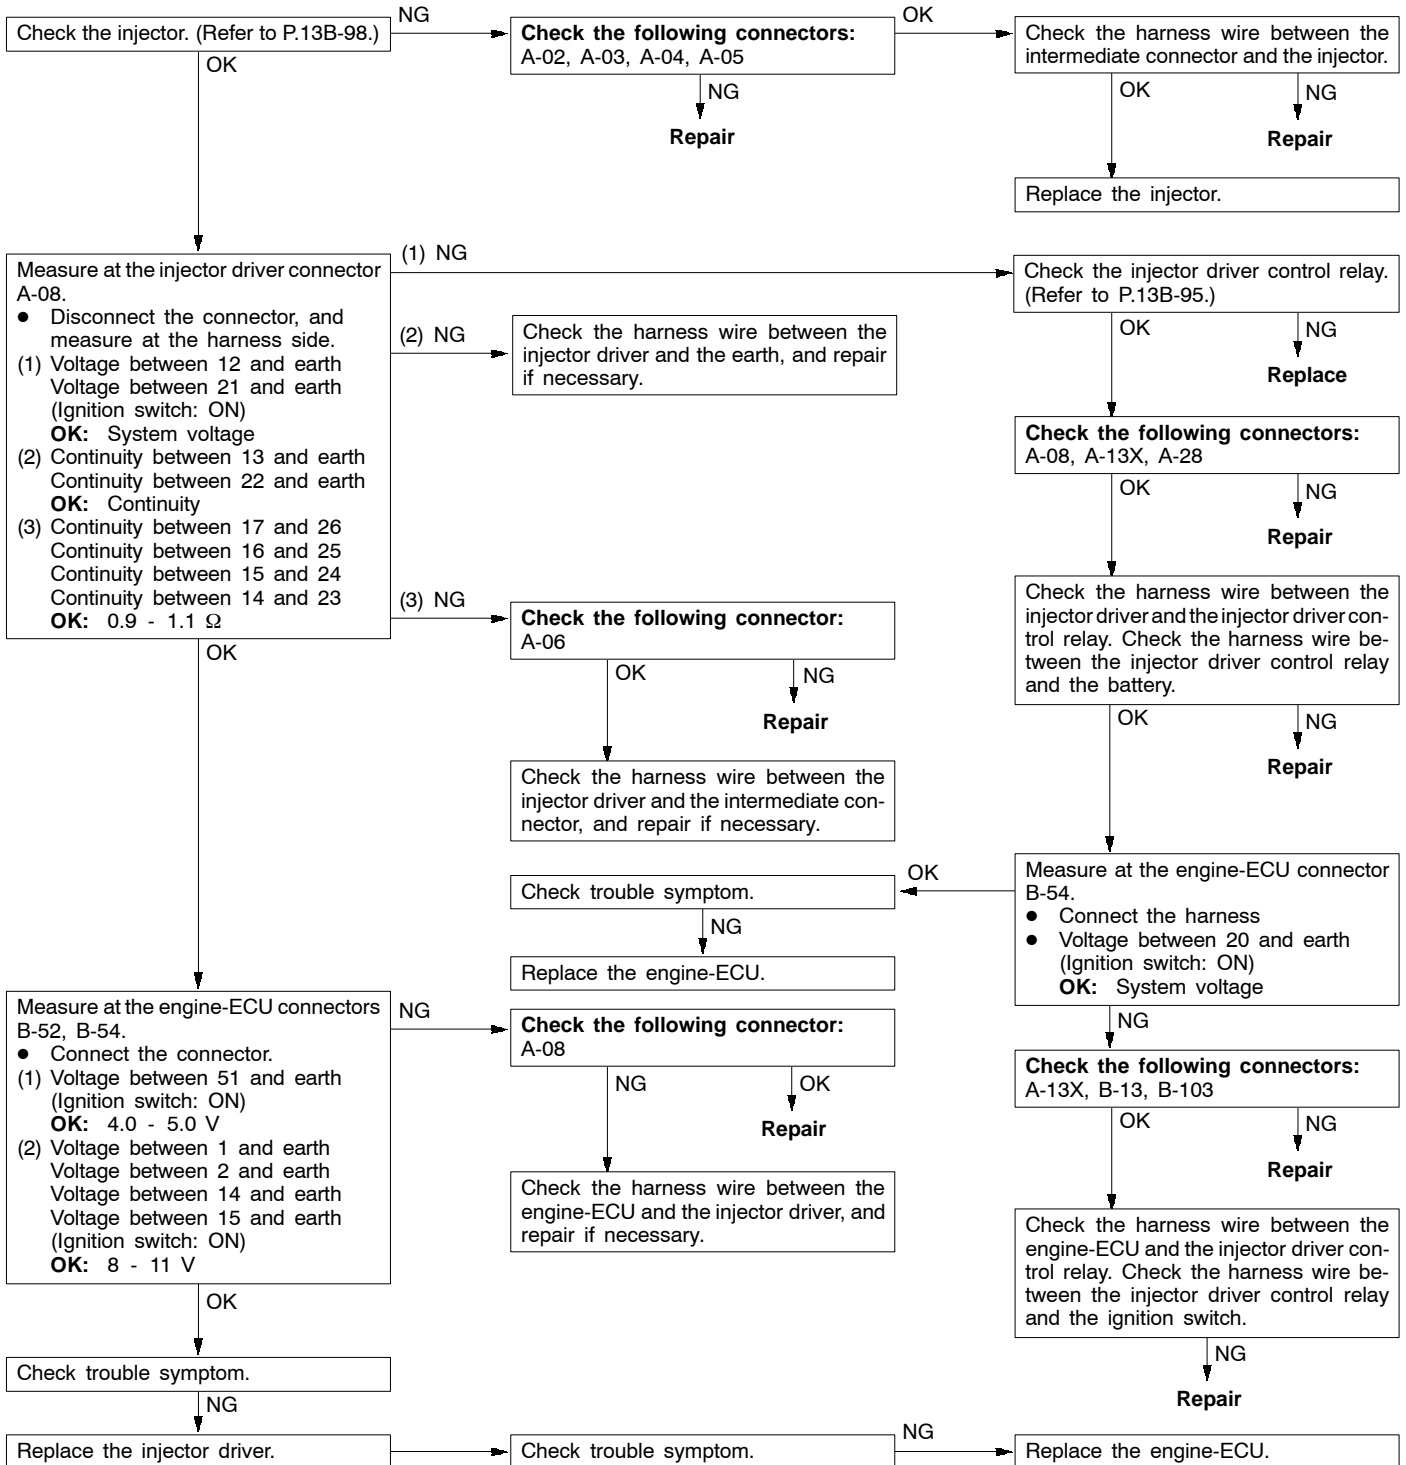 Check the injector. (Refer to P.13B-98.)
NG
OK
Check the following connectors:
A-02, A-03, A-04, A-05
OK
NG
Repair
Check the harness wire between the
intermediate connector and the injector.
OK
NG
Repair
Replace the injector.
Measure at the injector driver connector
A-08.
● Disconnect the connector, and
measure at the harness side.
(1) Voltage between 12 and earth
Voltage between 21 and earth
(Ignition switch: ON)
OK: System voltage
(2) Continuity between 13 and earth
Continuity between 22 and earth
OK: Continuity
(3) Continuity between 17 and 26
Continuity between 16 and 25
Continuity between 15 and 24
Continuity between 14 and 23
OK: 0.9 - 1.1 Ω
(1) NG
(2) NG
(3) NG
OK
Check the harness wire between the
injector driver and the earth, and repair
if necessary.
Check the following connector:
A-06
OK
NG
Repair
Check the harness wire between the
injector driver and the intermediate con-
nector, and repair if necessary.
Check the injector driver control relay.
(Refer to P.13B-95.)
OK
NG
Replace
Check the following connectors:
A-08, A-13X, A-28
OK
NG
Repair
Check the harness wire between the
injector driver and the injector driver con-
trol relay. Check the harness wire be-
tween the injector driver control relay
and the battery.
OK
NG
Repair
Measure at the engine-ECU connector
B-54.
● Connect the harness
● Voltage between 20 and earth
(Ignition switch: ON)
OK: System voltage
OK
NG
Check trouble symptom.
NG
Replace the engine-ECU.
Check the following connectors:
A-13X, B-13, B-103
OK
NG
Repair
Check the harness wire between the
engine-ECU and the injector driver con-
trol relay. Check the harness wire be-
tween the injector driver control relay
and the ignition switch.
NG
Repair
Measure at the engine-ECU connectors
B-52, B-54.
● Connect the connector.
(1) Voltage between 51 and earth
(Ignition switch: ON)
OK: 4.0 - 5.0 V
(2) Voltage between 1 and earth
Voltage between 2 and earth
Voltage between 14 and earth
Voltage between 15 and earth
(Ignition switch: ON)
OK: 8 - 11 V
NG
OK
Check the following connector:
A-08
NG
OK
Repair
Check the harness wire between the
engine-ECU and the injector driver, and
repair if necessary.
Check trouble symptom.
NG
Replace the injector driver.
Check trouble symptom.
NG
Replace the engine-ECU.